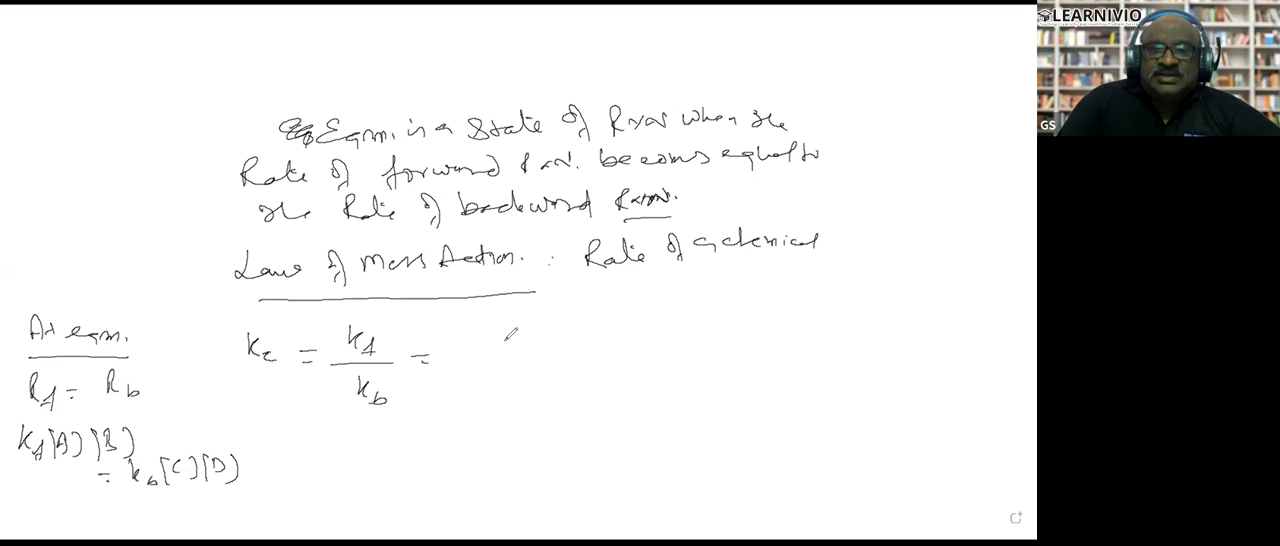 Eqm. is a State of Rxn when the
Rate of forward Rxn. becoms equal to
the Rate of backward Rxn.
Law of Mass Action. : Rate of a chemical
At eqm.
Rf = Rb
Kf[A][B]
= Kb[C][D]
Kc = Kf / Kb =
LEARNIVIO
GS